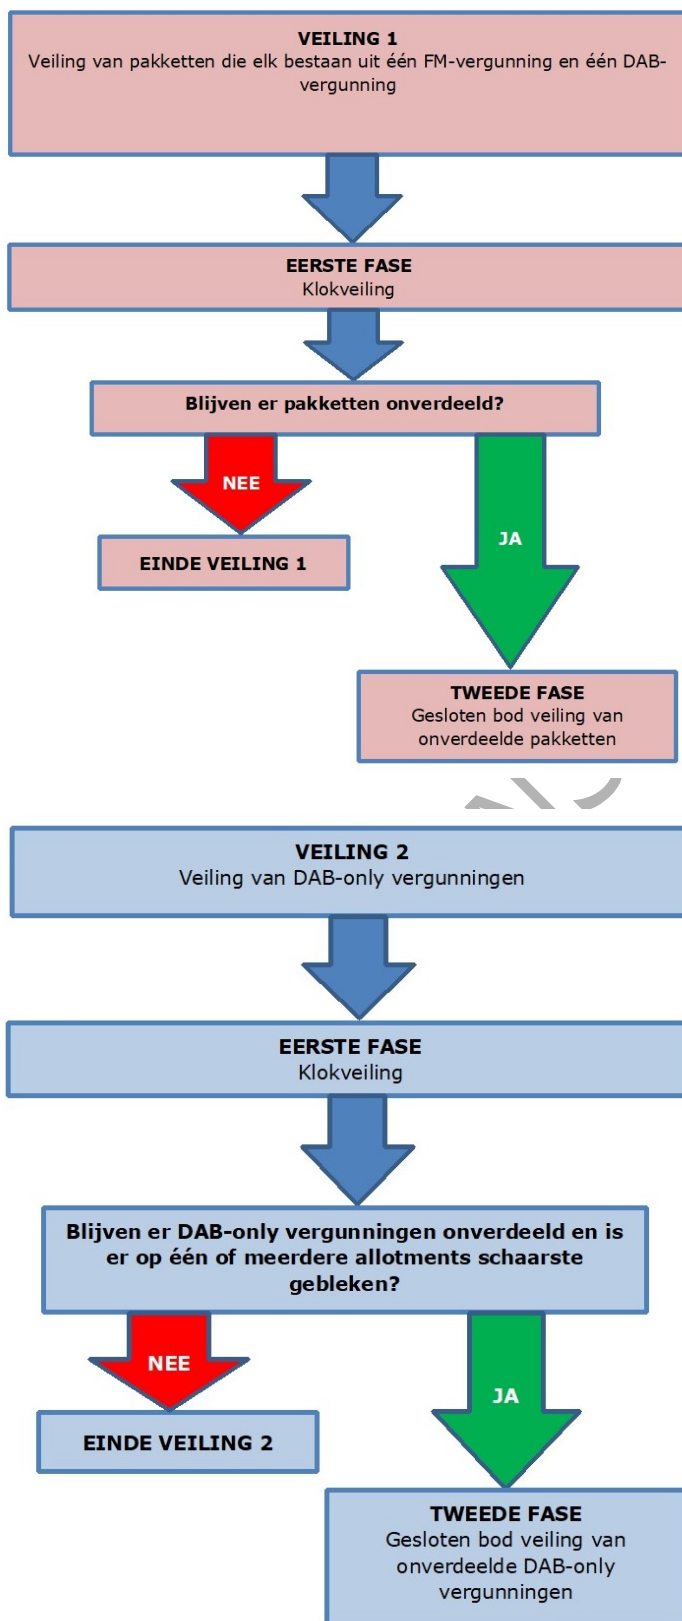 VEILING 1
Veiling van pakketten die elk bestaan uit één FM-vergunning en één DAB-
vergunning
EERSTE FASE
Klokveiling
Blijven er pakketten onverdeeld?
NEE
JA
EINDE VEILING 1
TWEEDE FASE
Gesloten bod veiling van
onverdeelde pakketten
VEILING 2
Veiling van DAB-only vergunningen
EERSTE FASE
Klokveiling
Blijven er DAB-only vergunningen onverdeeld en is
er op één of meerdere allotments schaarste
gebleken?
NEE
JA
EINDE VEILING 2
TWEEDE FASE
Gesloten bod veiling van
onverdeelde DAB-only
vergunningen